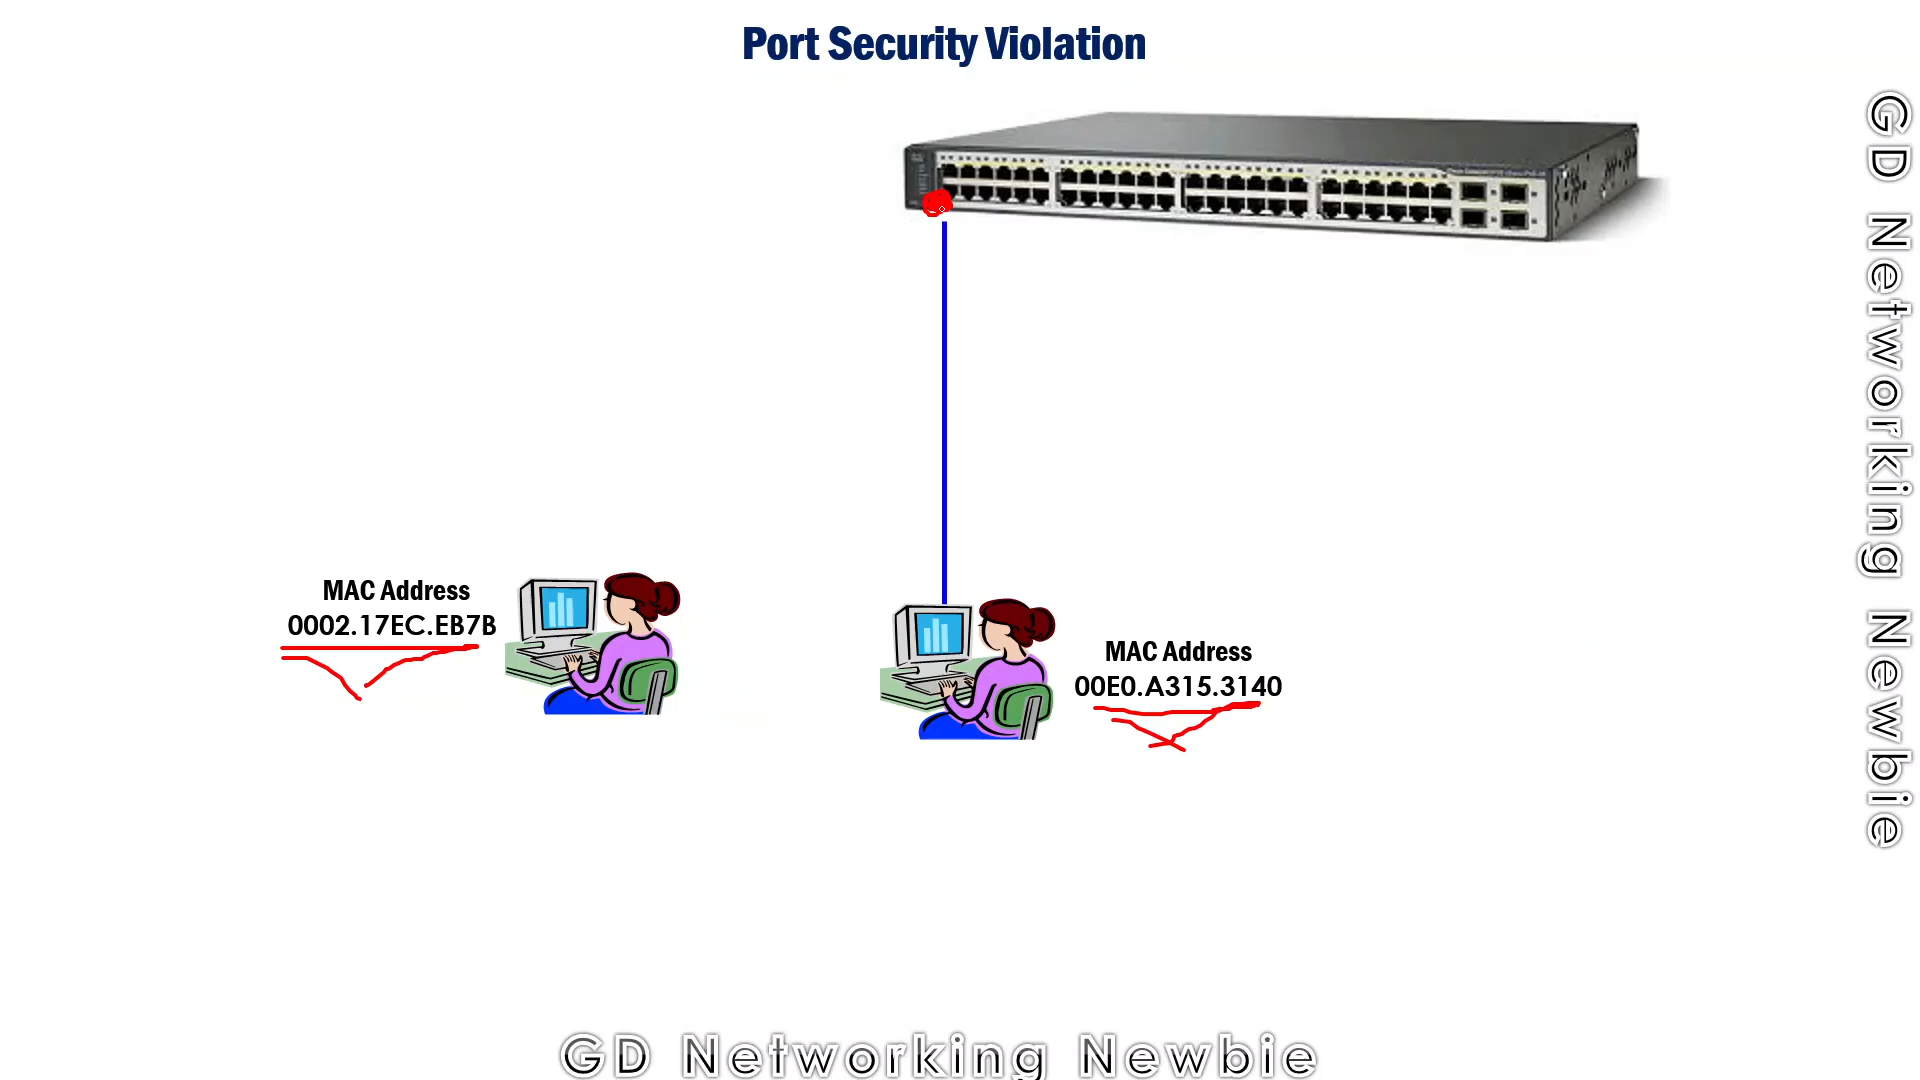 Port Security Violation
MAC Address
0002.17EC.EB7B
MAC Address
00E0.A315.3140
GD Networking Newbie
GD Networking Newbie